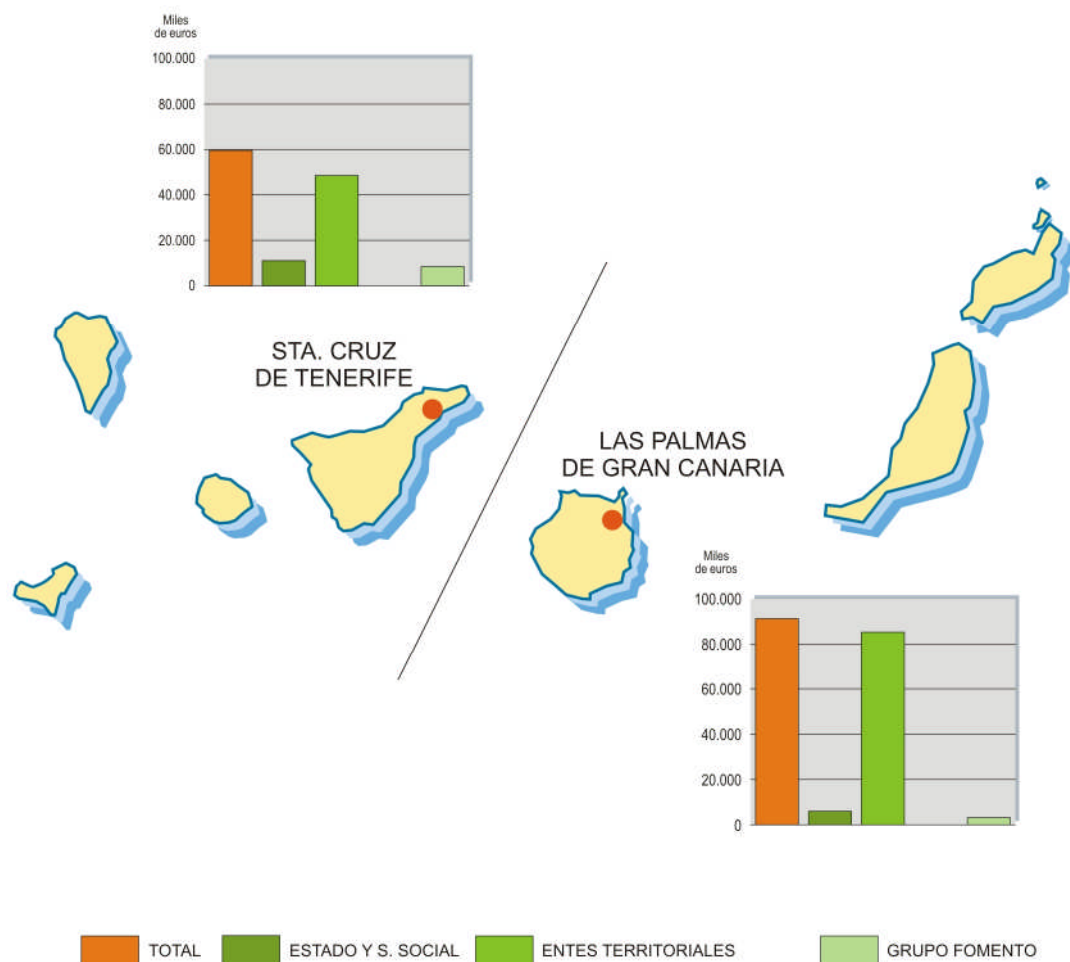 Miles
de euros
100.000
80.000
60.000
40.000
20.000
0
STA. CRUZ
DE TENERIFE
LAS PALMAS
DE GRAN CANARIA
Miles
de euros
100.000
80.000
60.000
40.000
20.000
0
TOTAL
ESTADO Y S. SOCIAL
ENTES TERRITORIALES
GRUPO FOMENTO